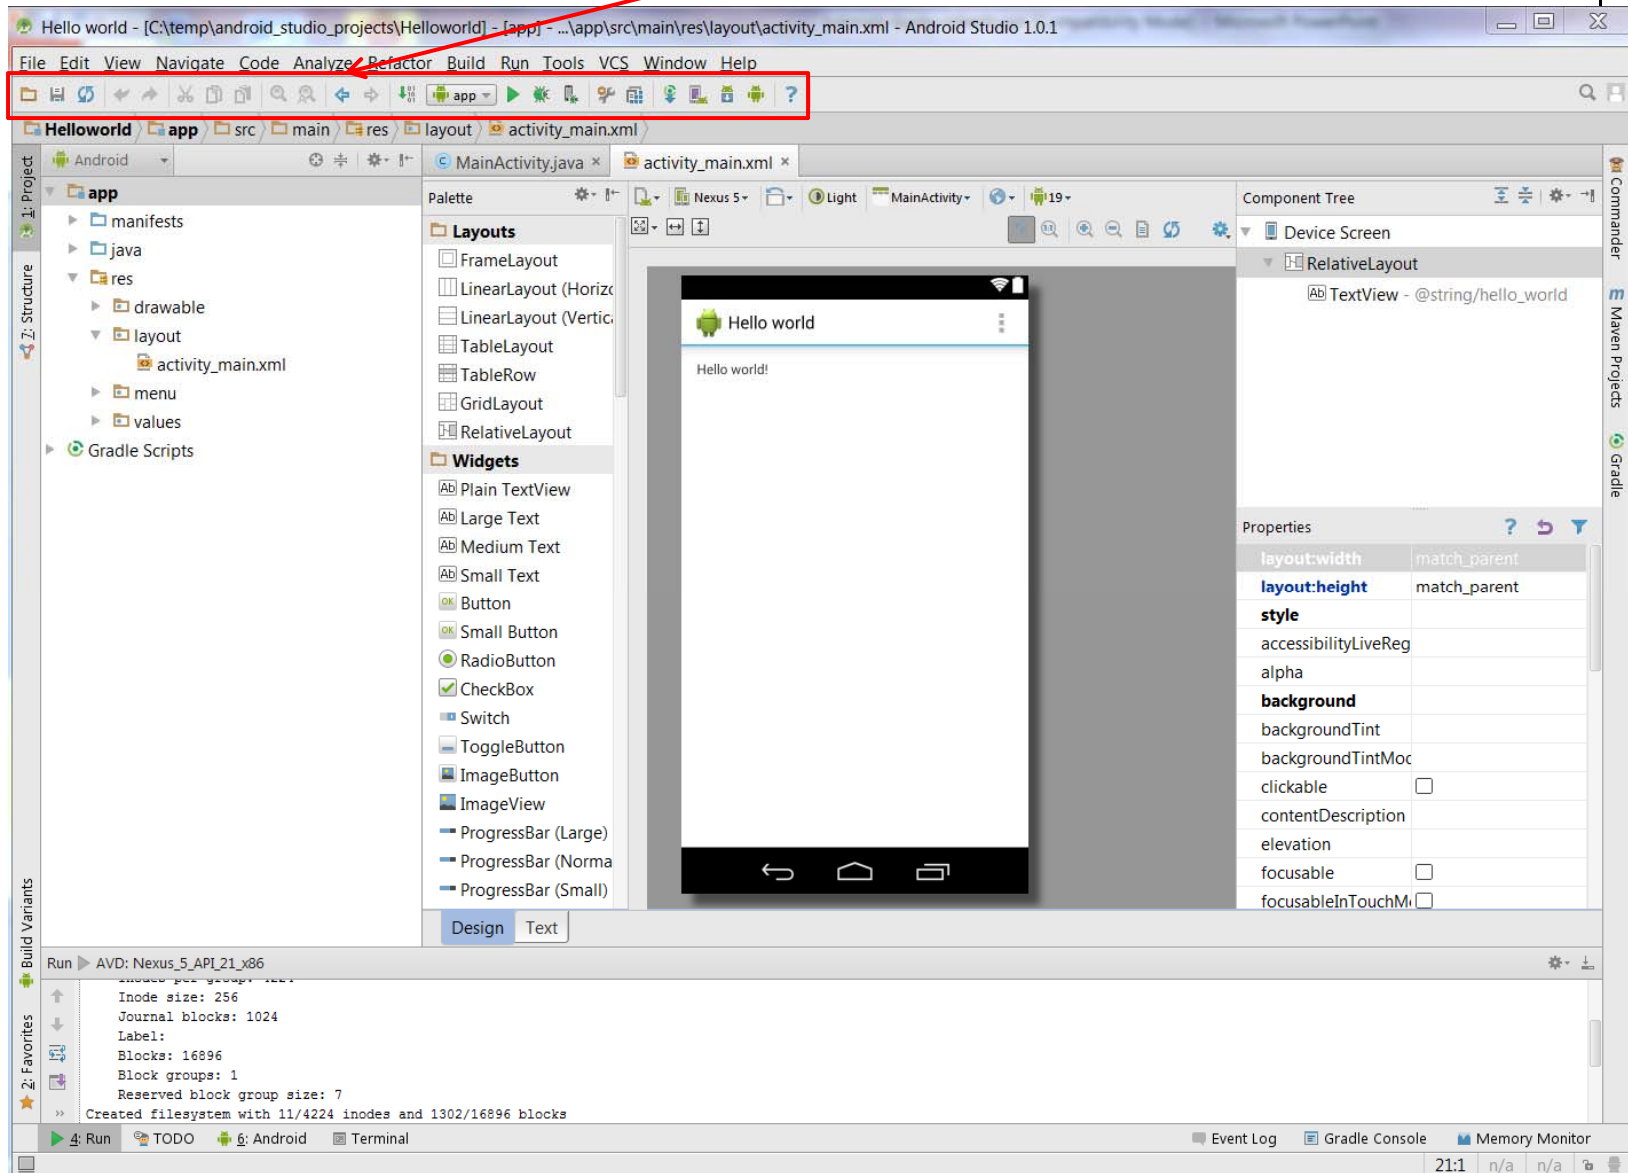 Hello world - [C:\temp\android_studio_projects\Helloworld] - [app] - ...\app\src\main\res\layout\activity_main.xml - Android Studio 1.0.1
File Edit View Navigate Code Analyze Refactor Build Run Tools VCS Window Help
app
?
Helloworld app src main res layout activity_main.xml
1: Project
Z: Structure
Build Variants
2: Favorites
Android
app
manifests
java
res
drawable
layout
activity_main.xml
menu
values
Gradle Scripts
MainActivity.java × activity_main.xml ×
Palette
Layouts
FrameLayout
LinearLayout (Horizo
LinearLayout (Vertica
TableLayout
TableRow
GridLayout
RelativeLayout
Widgets
Ab Plain TextView
Ab Large Text
Ab Medium Text
Ab Small Text
OK Button
OK Small Button
RadioButton
CheckBox
Switch
ToggleButton
ImageButton
ImageView
ProgressBar (Large)
ProgressBar (Norma
ProgressBar (Small)
Nexus 5 Light MainActivity 19
Hello world
Hello world!
Design Text
Component Tree
Device Screen
RelativeLayout
Ab TextView - @string/hello_world
Properties ?
layout:width match_parent
layout:height match_parent
style
accessibilityLiveReg
alpha
background
backgroundTint
backgroundTintMod
clickable
contentDescription
elevation
focusable
focusableInTouchM
Commander
m Maven Projects
Gradle
Run AVD: Nexus_5_API_21_x86
Inode size: 256
Journal blocks: 1024
Label:
Blocks: 16896
Block groups: 1
Reserved block group size: 7
Created filesystem with 11/4224 inodes and 1302/16896 blocks
4: Run TODO 6: Android Terminal Event Log Gradle Console Memory Monitor
21:1 n/a n/a